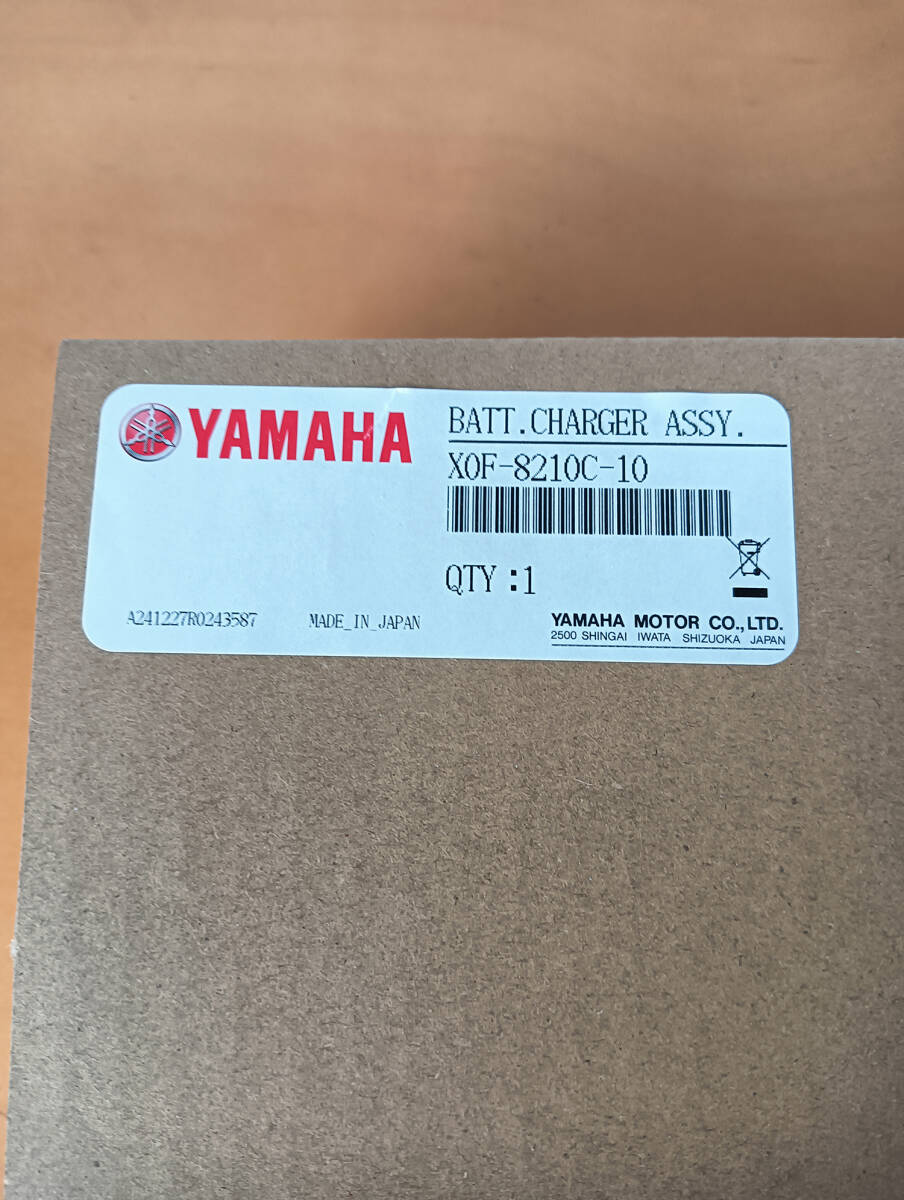 YAMAHA
BATT.CHARGER ASSY.
X0F-8210C-10
QTY :1
A241227R0243587
MADE_IN_JAPAN
YAMAHA MOTOR CO.,LTD.
2500 SHINGAI IWATA SHIZUOKA JAPAN